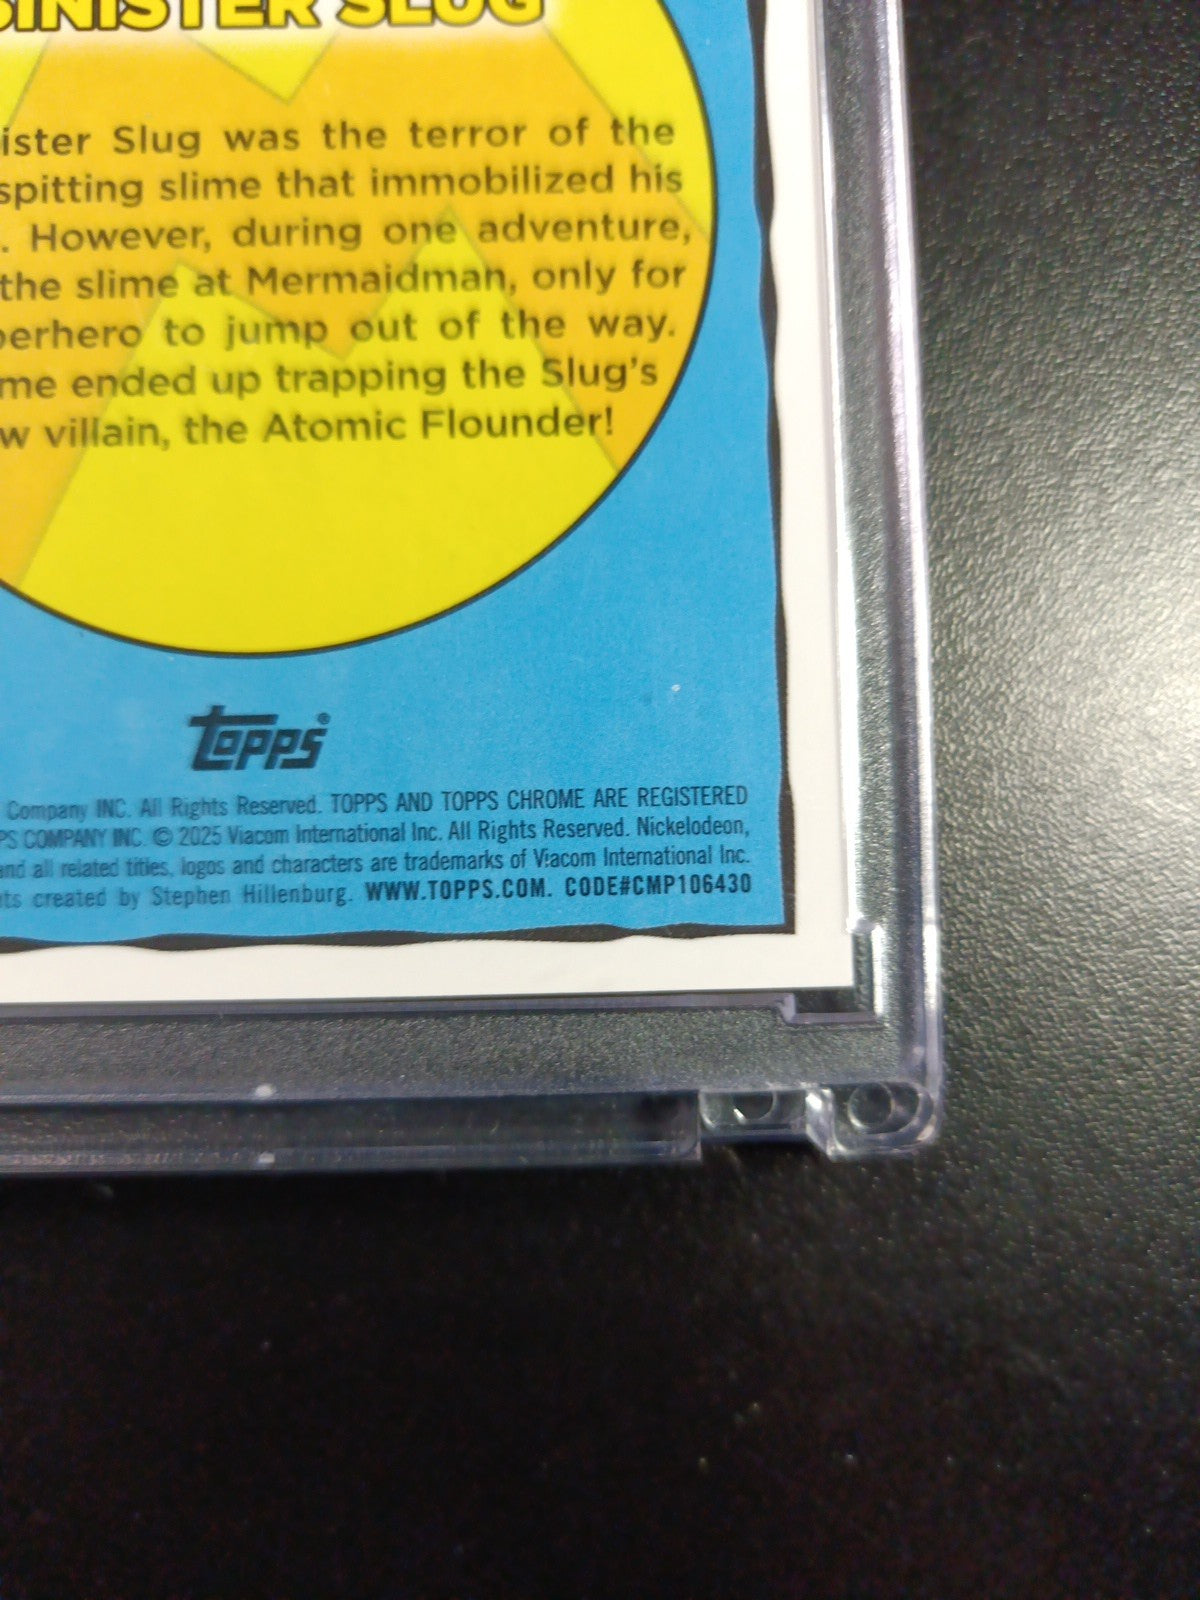 SINISTER SLUG
ister Slug was the terror of the
spitting slime that immobilized his
. However, during one adventure,
the slime at Mermaidman, only for
perhero to jump out of the way.
me ended up trapping the Slug's
w villain, the Atomic Flounder!
Topps®
Company INC. All Rights Reserved. TOPPS AND TOPPS CHROME ARE REGISTERED
PS COMPANY INC. © 2025 Viacom International Inc. All Rights Reserved. Nickelodeon,
and all related titles, logos and characters are trademarks of Viacom International Inc.
ts created by Stephen Hillenburg. WWW.TOPPS.COM. CODE#CMP106430